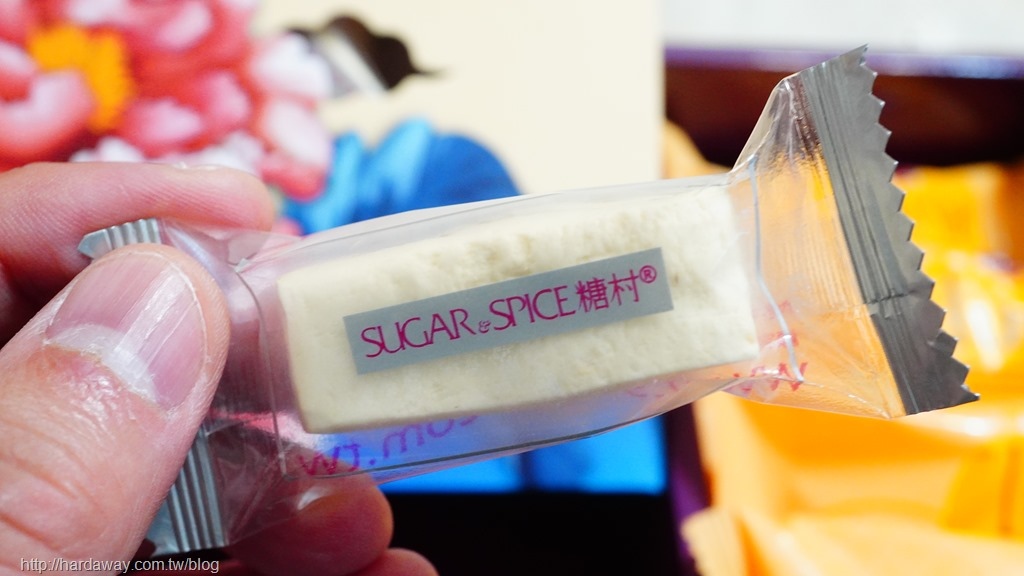 SUGAR & SPICE 糖村®
http://hardaway.com.tw/blog